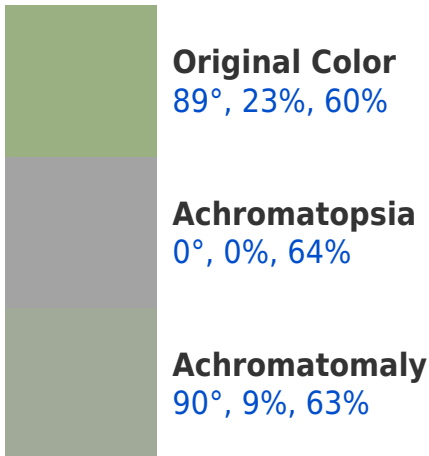 Original Color
89°, 23%, 60%
Achromatopsia
0°, 0%, 64%
Achromatomaly
90°, 9%, 63%